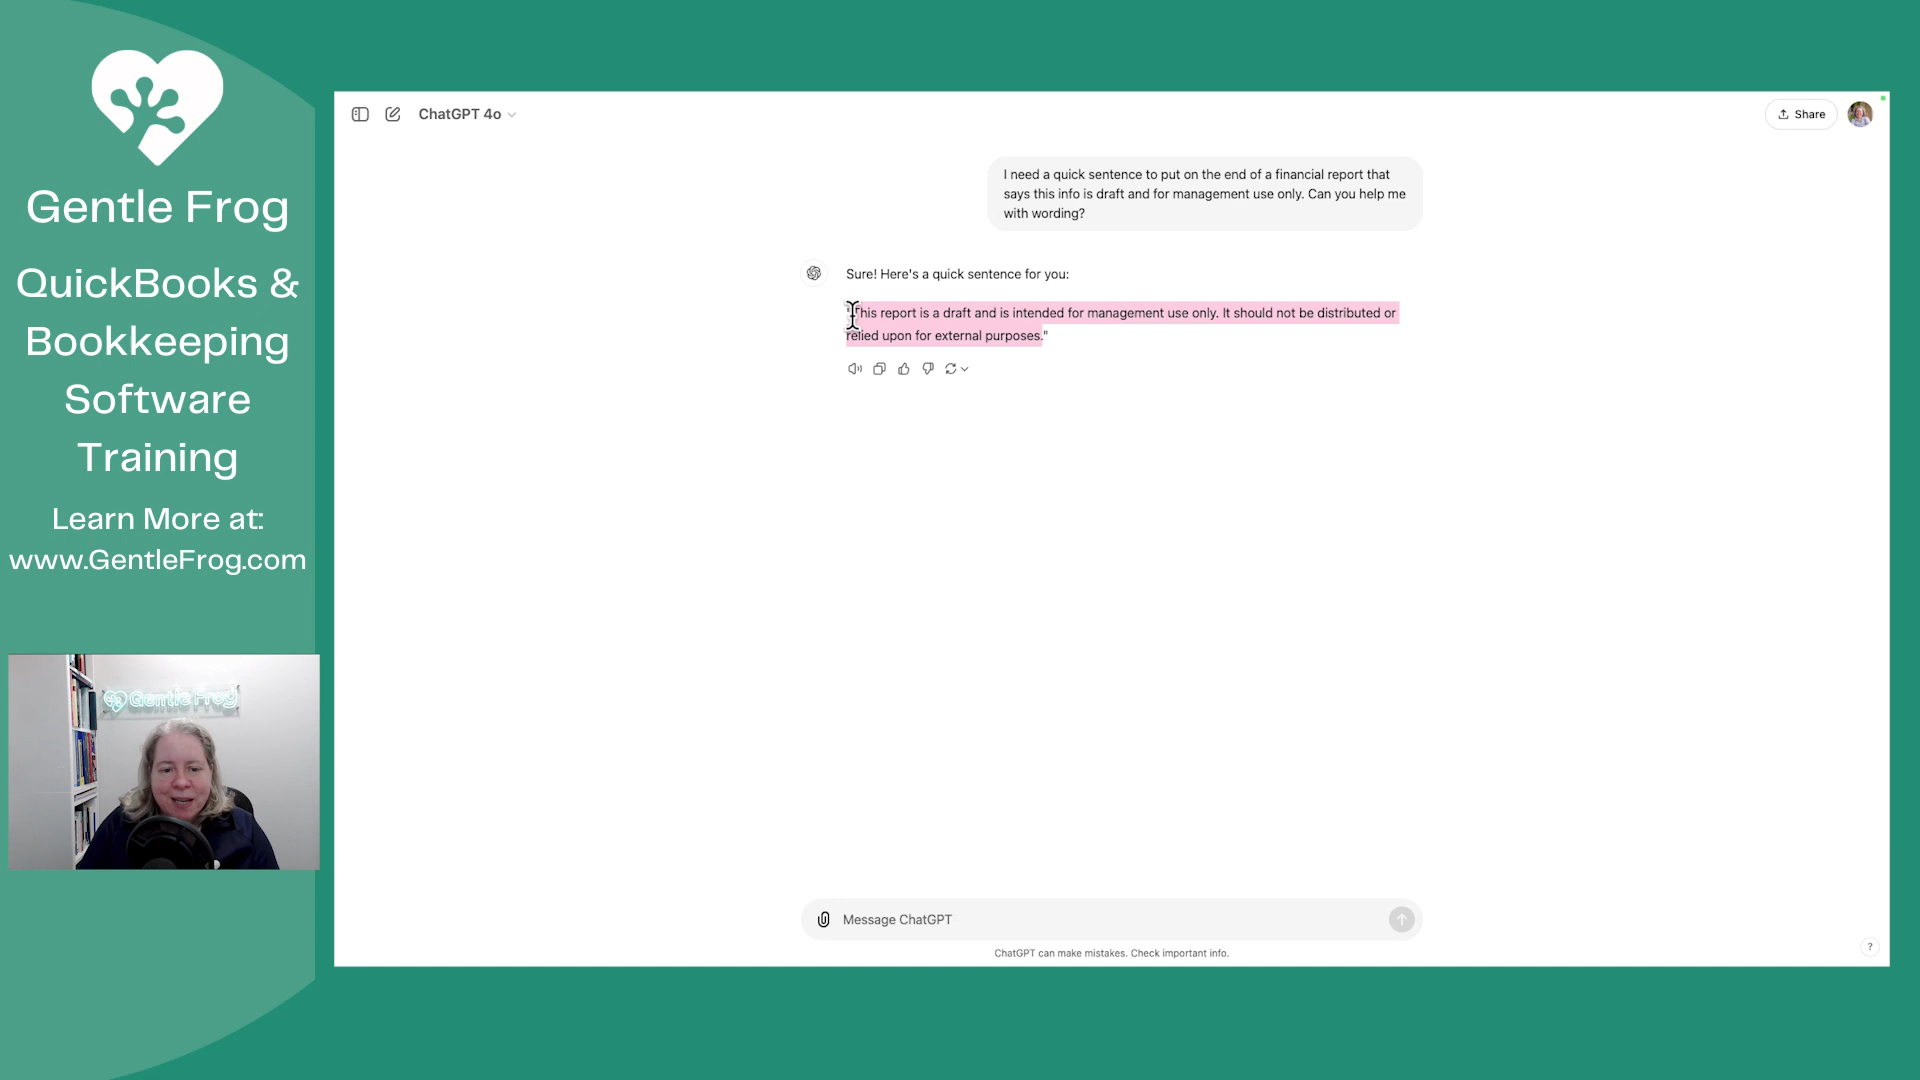 Gentle Frog
QuickBooks &
Bookkeeping
Software
Training
Learn More at:
www.GentleFrog.com
Gentle Frog
ChatGPT 4o
Share
I need a quick sentence to put on the end of a financial report that
says this info is draft and for management use only. Can you help me
with wording?
Sure! Here's a quick sentence for you:
"This report is a draft and is intended for management use only. It should not be distributed or
relied upon for external purposes."
Message ChatGPT
ChatGPT can make mistakes. Check important info.
?